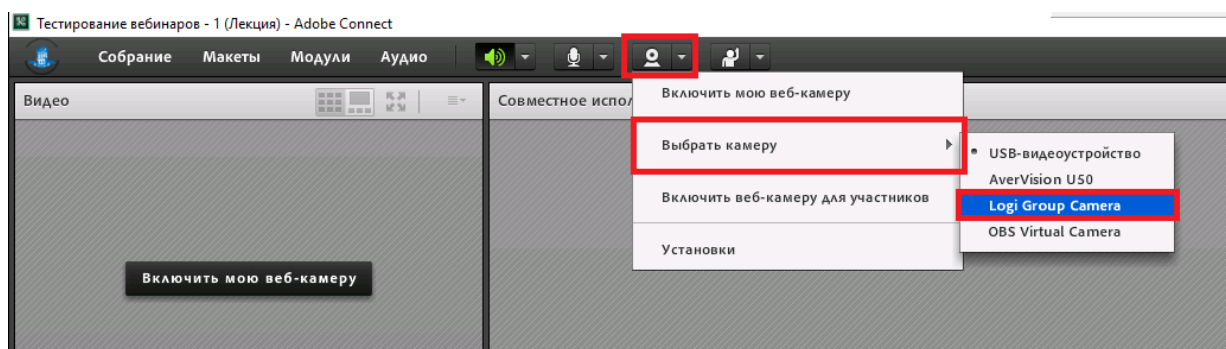 Тестирование вебинаров - 1 (Лекция) - Adobe Connect
Собрание Макеты Модули Аудио
Видео
Совместное испол
Включить мою веб-камеру
Выбрать камеру
USB-видеоустройство
AverVision U50
Включить веб-камеру для участников
Logi Group Camera
OBS Virtual Camera
Установки
Включить мою веб-камеру